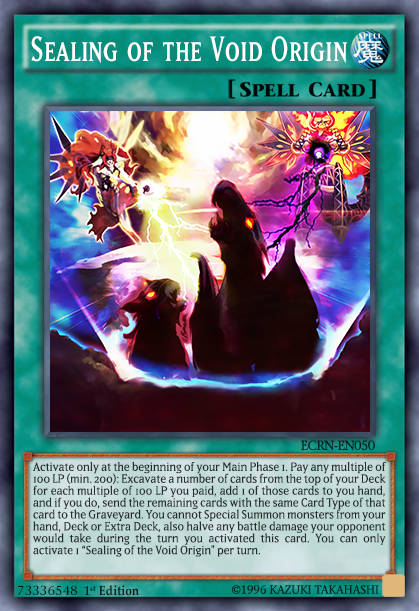 Sealing of the Void Origin
SPELL
魔
[ Spell Card ]
ECRN-EN050
Activate only at the beginning of your Main Phase 1. Pay any multiple of
100 LP (min. 200): Excavate a number of cards from the top of your Deck
for each multiple of 100 LP you paid, add 1 of those cards to you hand,
and if you do, send the remaining cards with the same Card Type of that
card to the Graveyard. You cannot Special Summon monsters from your
hand, Deck or Extra Deck, also halve any battle damage your opponent
would take during the turn you activated this card. You can only
activate 1 "Sealing of the Void Origin" per turn.
73336548 1st Edition ©1996 KAZUKI TAKAHASHI